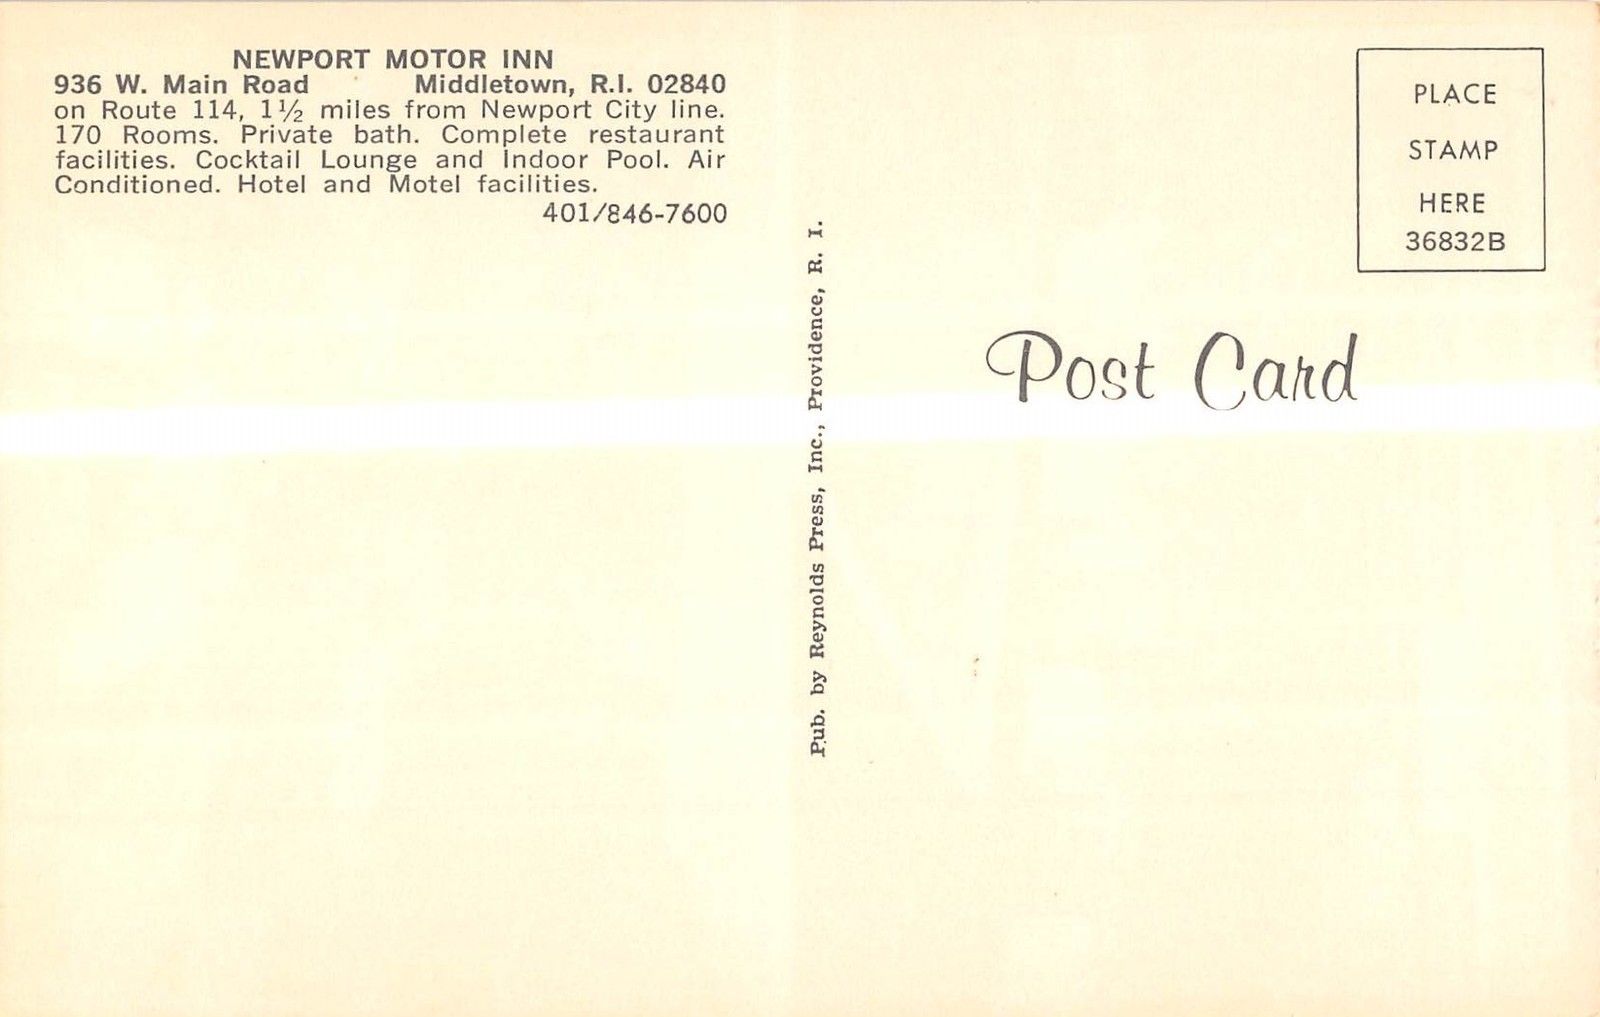 NEWPORT MOTOR INN
936 W. Main Road Middletown, R.I. 02840
on Route 114, 1½ miles from Newport City line.
170 Rooms. Private bath. Complete restaurant
facilities. Cocktail Lounge and Indoor Pool. Air
Conditioned. Hotel and Motel facilities.
401/846-7600
Pub. by Reynolds Press, Inc., Providence, R. I.
PLACE
STAMP
HERE
36832B
Post Card